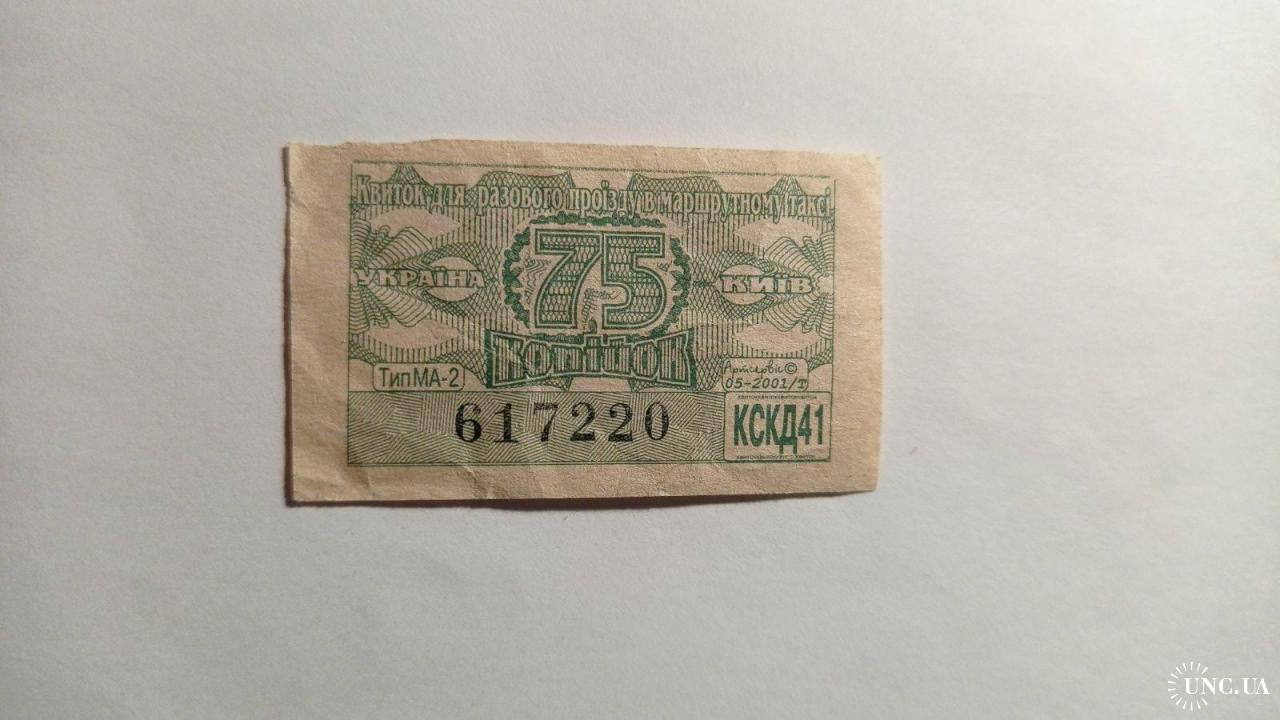 Квиток для разового проїзду в маршрутному таксі
УКРАЇНА
75
КИЇВ
копійок
Тип МА-2
Артсервіс ©
05-2001/Т
617220
КСКД41
UNC.UA